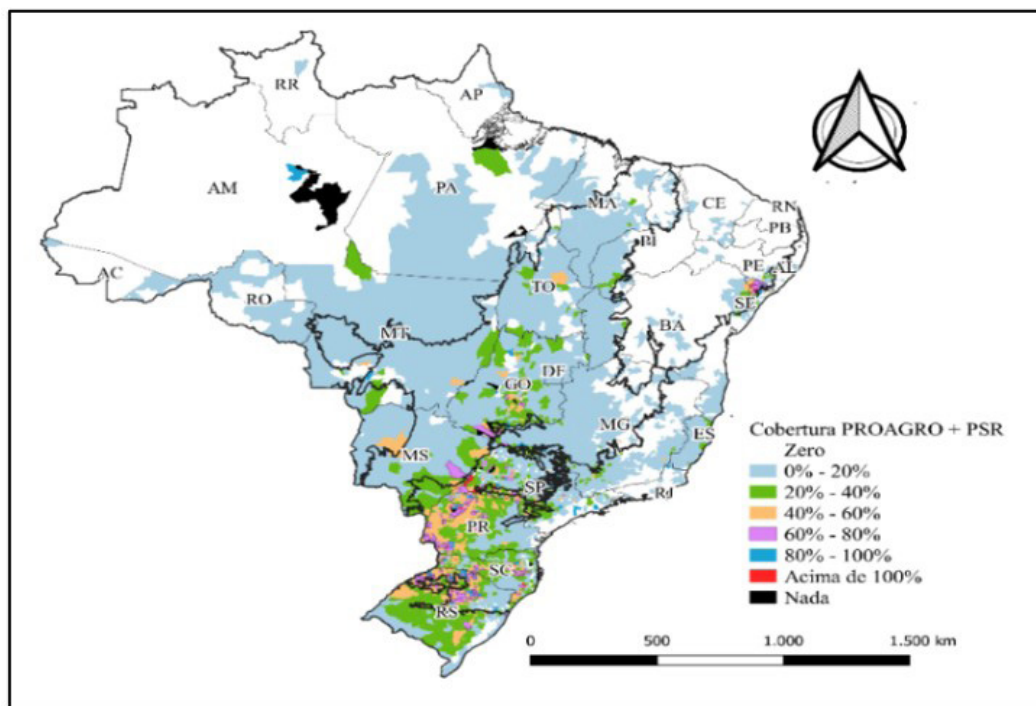 RR
AP
AM
PA
MA
CE
RN
PB
PI
PE
AL
AC
TO
SE
RO
BA
MT
DF
GO
MG
ES
MS
SP
RJ
PR
SC
RS
Cobertura PROAGRO + PSR
Zero
0% - 20%
20% - 40%
40% - 60%
60% - 80%
80% - 100%
Acima de 100%
Nada
0 500 1.000 1.500 km